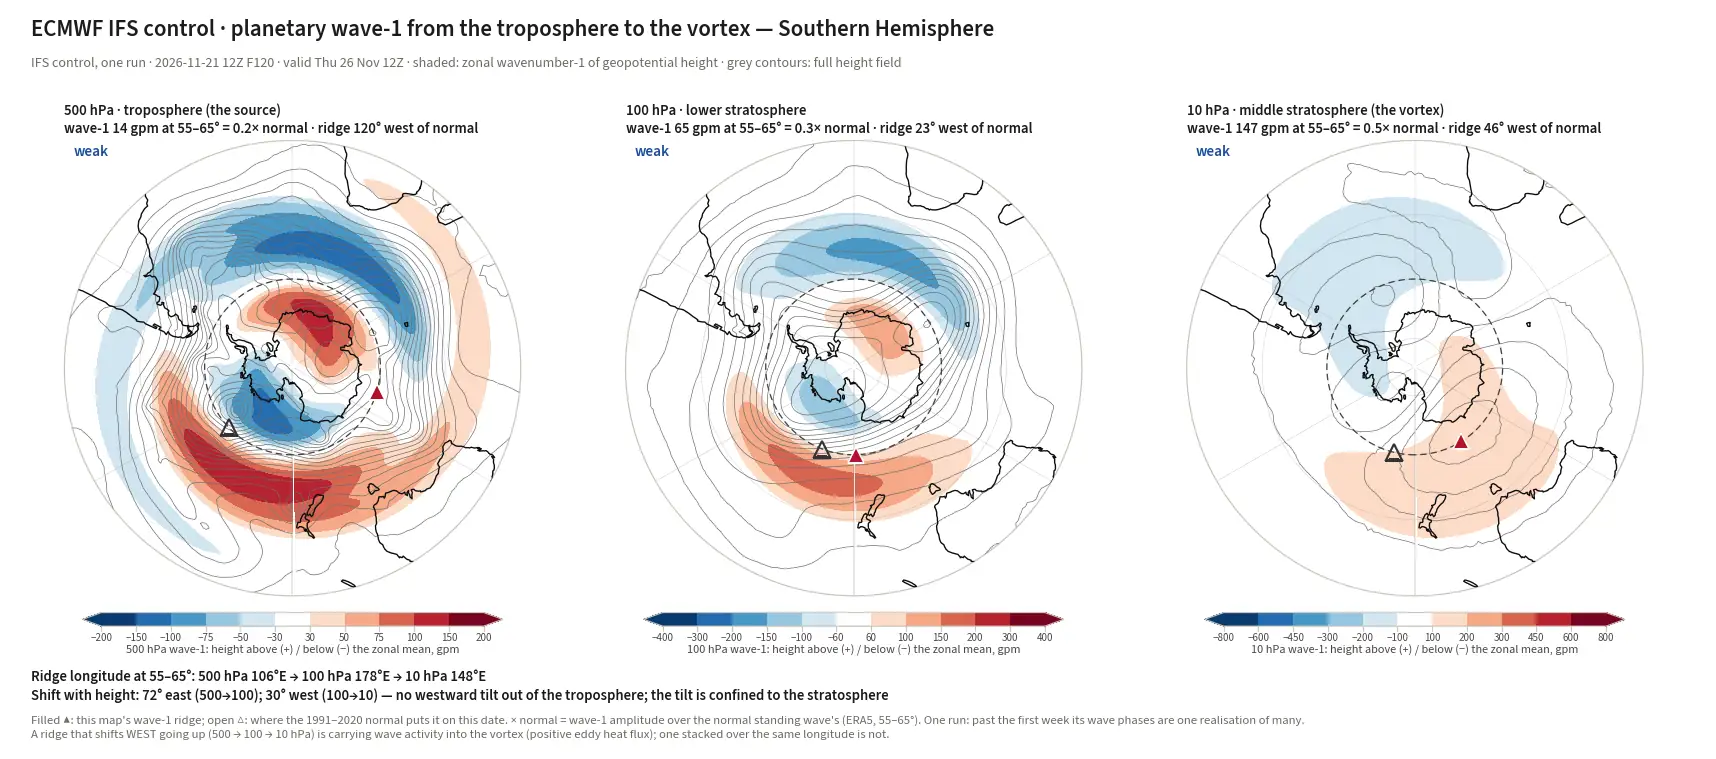 ECMWF IFS control · planetary wave-1 from the troposphere to the vortex — Southern Hemisphere
IFS control, one run · 2026-11-21 12Z F120 · valid Thu 26 Nov 12Z · shaded: zonal wavenumber-1 of geopotential height · grey contours: full height field
500 hPa · troposphere (the source)
wave-1 14 gpm at 55–65° = 0.2× normal · ridge 120° west of normal
weak
100 hPa · lower stratosphere
wave-1 65 gpm at 55–65° = 0.3× normal · ridge 23° west of normal
weak
10 hPa · middle stratosphere (the vortex)
wave-1 147 gpm at 55–65° = 0.5× normal · ridge 46° west of normal
weak
−200 −150 −100 −75 −50 −30 30 50 75 100 150 200
500 hPa wave-1: height above (+) / below (−) the zonal mean, gpm
−400 −300 −200 −150 −100 −60 60 100 150 200 300 400
100 hPa wave-1: height above (+) / below (−) the zonal mean, gpm
−800 −600 −450 −300 −200 −100 100 200 300 450 600 800
10 hPa wave-1: height above (+) / below (−) the zonal mean, gpm
Ridge longitude at 55–65°: 500 hPa 106°E → 100 hPa 178°E → 10 hPa 148°E
Shift with height: 72° east (500→100); 30° west (100→10) — no westward tilt out of the troposphere; the tilt is confined to the stratosphere
Filled ▲: this map's wave-1 ridge; open △: where the 1991–2020 normal puts it on this date. × normal = wave-1 amplitude over the normal standing wave's (ERA5, 55–65°). One run: past the first week its wave phases are one realisation of many.
A ridge that shifts WEST going up (500 → 100 → 10 hPa) is carrying wave activity into the vortex (positive eddy heat flux); one stacked over the same longitude is not.